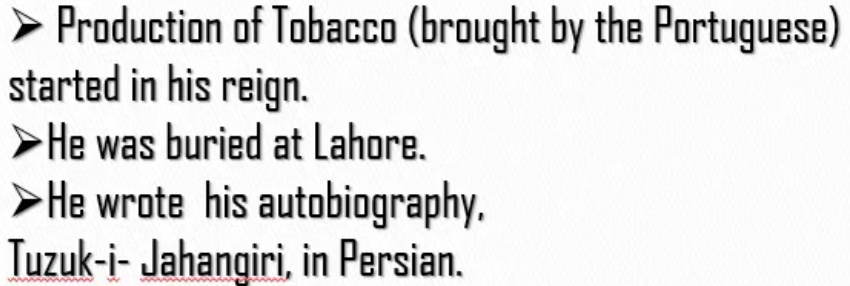 ➢ Production of Tobacco (brought by the Portuguese)
started in his reign.
➢He was buried at Lahore.
➢He wrote his autobiography,
Tuzuk-i- Jahangiri, in Persian.